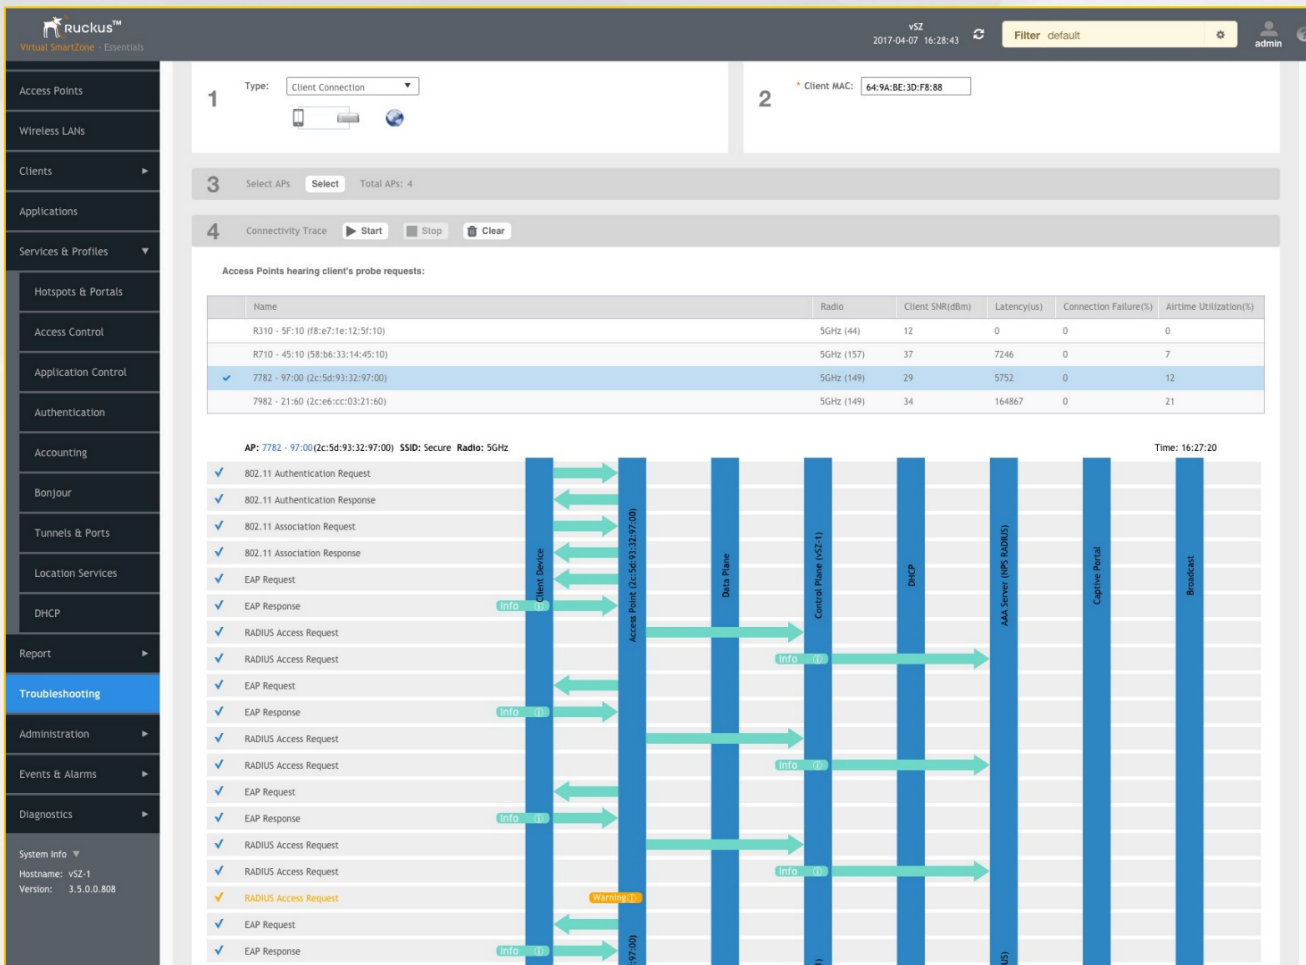 Ruckus™
Virtual SmartZone - Essentials
vSZ
2017-04-07 16:28:43
Filter default
admin
Access Points
Wireless LANs
Clients
Applications
Services & Profiles
Hotspots & Portals
Access Control
Application Control
Authentication
Accounting
Bonjour
Tunnels & Ports
Location Services
DHCP
Report
Troubleshooting
Administration
Events & Alarms
Diagnostics
System Info
Hostname: vSZ-1
Version: 3.5.0.0.808
1 Type: Client Connection
2 * Client MAC: 64:9A:BE:3D:F8:88
3 Select APs Select Total APs: 4
4 Connectivity Trace Start Stop Clear
Access Points hearing client's probe requests:
Name Radio Client SNR(dBm) Latency(us) Connection Failure(%) Airtime Utilization(%)
R310 - 5F:10 (f8:e7:1e:12:5f:10) 5GHz (44) 12 0 0 0
R710 - 45:10 (58:b6:33:14:45:10) 5GHz (157) 37 7246 0 7
7782 - 97:00 (2c:5d:93:32:97:00) 5GHz (149) 29 5752 0 12
7982 - 21:60 (2c:e6:cc:03:21:60) 5GHz (149) 34 164867 0 21
AP: 7782 - 97:00(2c:5d:93:32:97:00) SSID: Secure Radio: 5GHz Time: 16:27:20
Client Device
Access Point (2c:5d:93:32:97:00)
Data Plane
Control Plane (vSZ-1)
DHCP
AAA Server (NPS RADIUS)
Captive Portal
Broadcast
802.11 Authentication Request
802.11 Authentication Response
802.11 Association Request
802.11 Association Response
EAP Request
EAP Response Info
RADIUS Access Request
RADIUS Access Request Info
EAP Request
EAP Response Info
RADIUS Access Request
RADIUS Access Request Info
EAP Request
EAP Response Info
RADIUS Access Request
RADIUS Access Request Info
RADIUS Access Request Warning
EAP Request
EAP Response Info
:97:00)
1)
US)